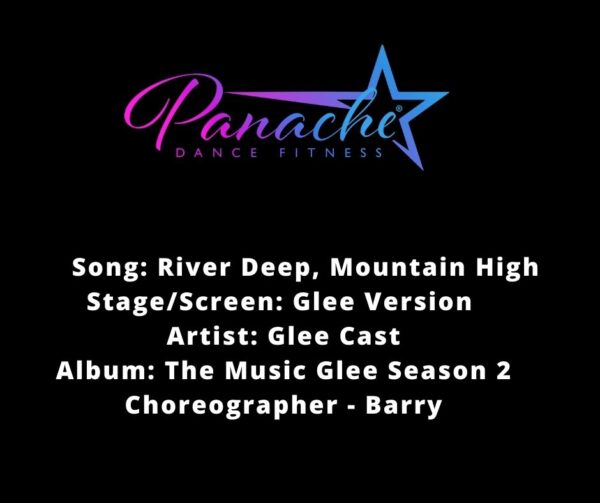 Panache®
DANCE FITNESS
Song: River Deep, Mountain High
Stage/Screen: Glee Version
Artist: Glee Cast
Album: The Music Glee Season 2
Choreographer - Barry